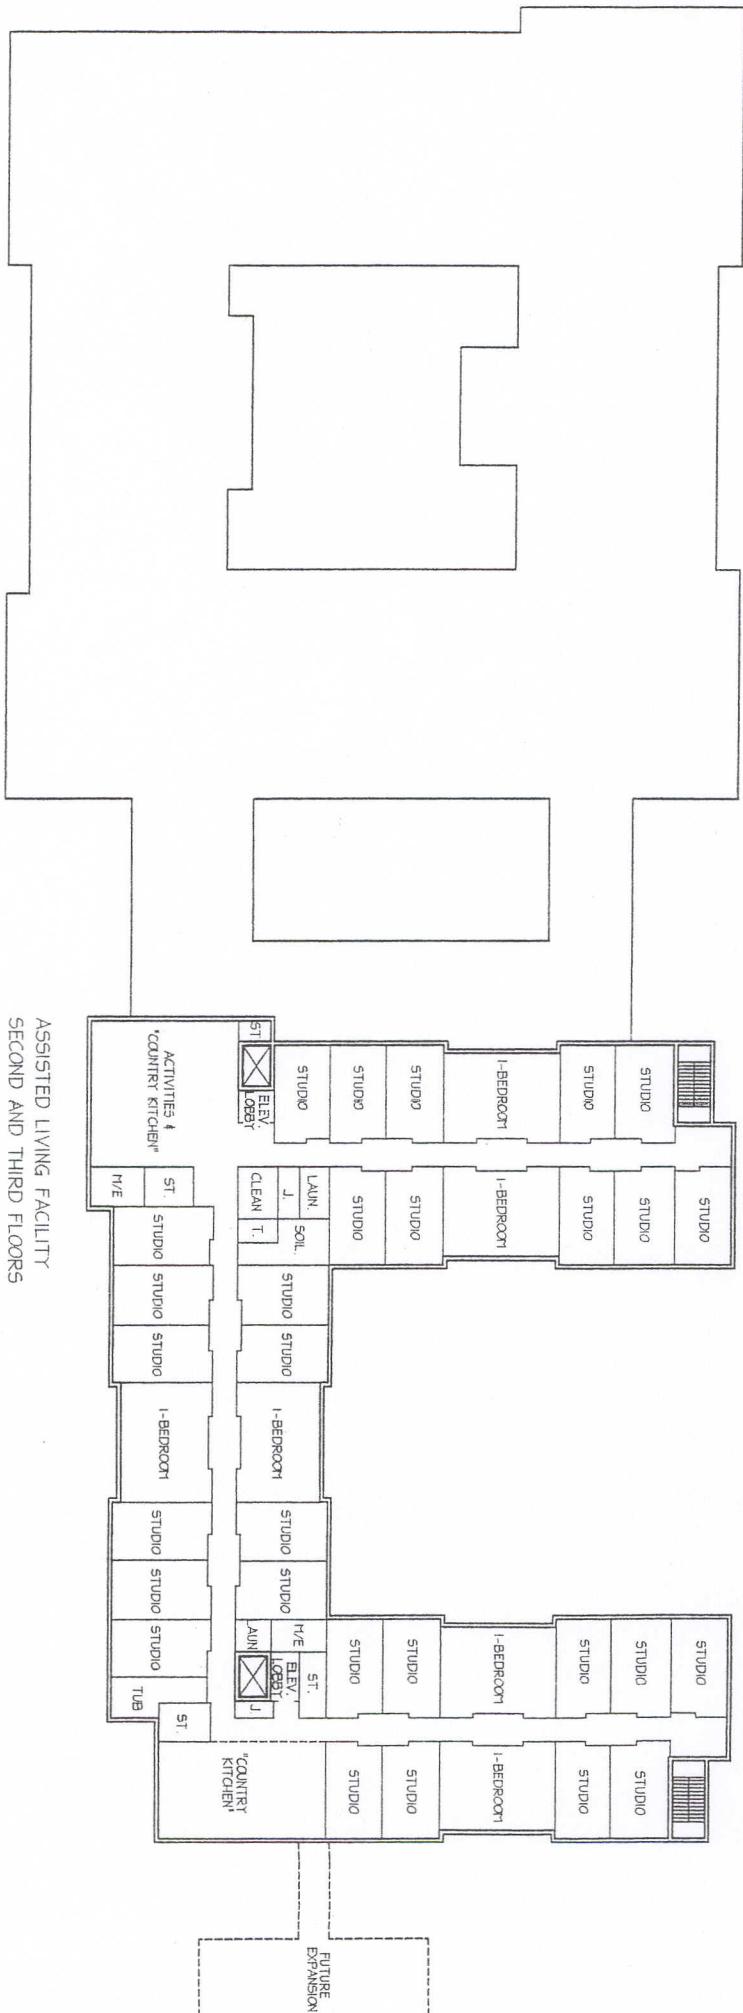 STUDIO
STUDIO
STUDIO
STUDIO
STUDIO
STUDIO
STUDIO
STUDIO
STUDIO
STUDIO
1-BEDROOM
1-BEDROOM
1-BEDROOM
1-BEDROOM
STUDIO
STUDIO
STUDIO
STUDIO
STUDIO
STUDIO
STUDIO
STUDIO
STUDIO
LAUN.
J.
SOIL.
M/E
ST.
FUTURE
EXPANSION
ST
ELEV.
LOBBY
CLEAN
T.
STUDIO
STUDIO
1-BEDROOM
STUDIO
STUDIO
LAUN
ELEV.
LOBBY
J.
"COUNTRY
KITCHEN"
ACTIVITIES &
"COUNTRY KITCHEN"
ST.
M/E
STUDIO
STUDIO
STUDIO
1-BEDROOM
STUDIO
STUDIO
STUDIO
TUB
ST.
ASSISTED LIVING FACILITY
SECOND AND THIRD FLOORS